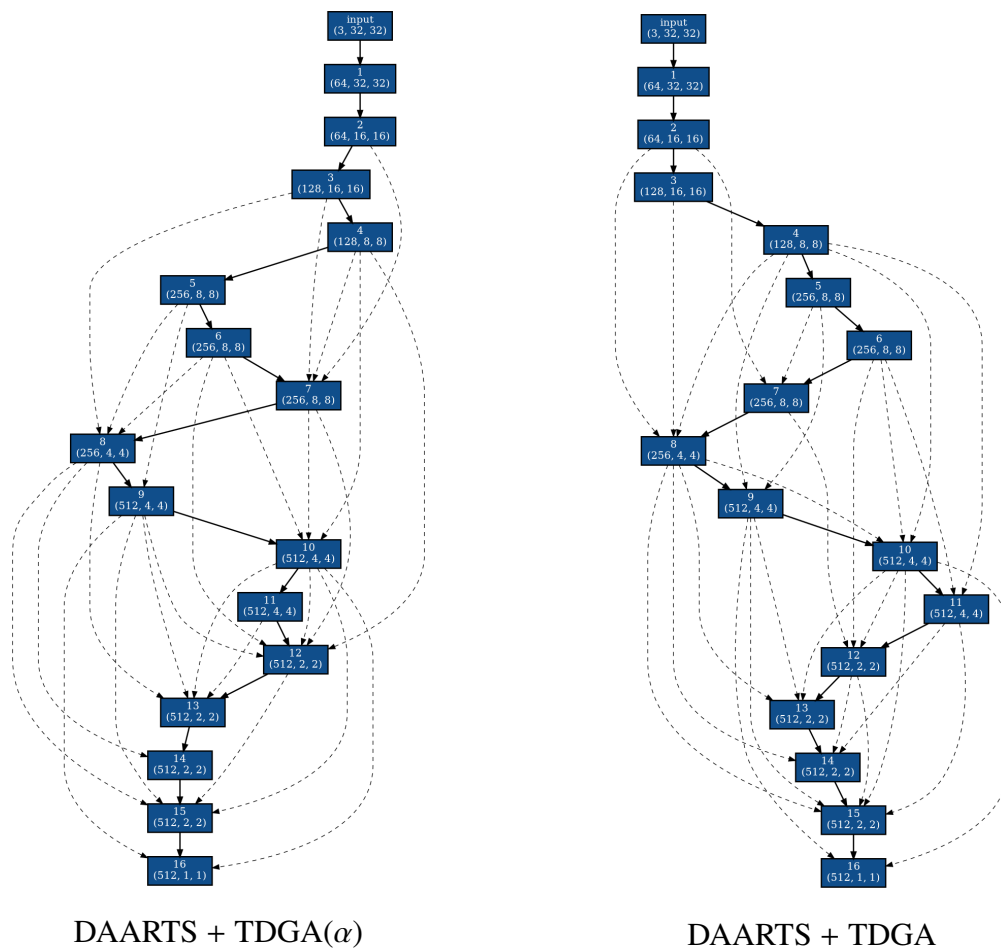 input
(3, 32, 32)
1
(64, 32, 32)
2
(64, 16, 16)
3
(128, 16, 16)
4
(128, 8, 8)
5
(256, 8, 8)
6
(256, 8, 8)
7
(256, 8, 8)
8
(256, 4, 4)
9
(512, 4, 4)
10
(512, 4, 4)
11
(512, 4, 4)
12
(512, 2, 2)
13
(512, 2, 2)
14
(512, 2, 2)
15
(512, 2, 2)
16
(512, 1, 1)
DAARTS + TDGA(α)
input
(3, 32, 32)
1
(64, 32, 32)
2
(64, 16, 16)
3
(128, 16, 16)
4
(128, 8, 8)
5
(256, 8, 8)
6
(256, 8, 8)
7
(256, 8, 8)
8
(256, 4, 4)
9
(512, 4, 4)
10
(512, 4, 4)
11
(512, 4, 4)
12
(512, 2, 2)
13
(512, 2, 2)
14
(512, 2, 2)
15
(512, 2, 2)
16
(512, 1, 1)
DAARTS + TDGA